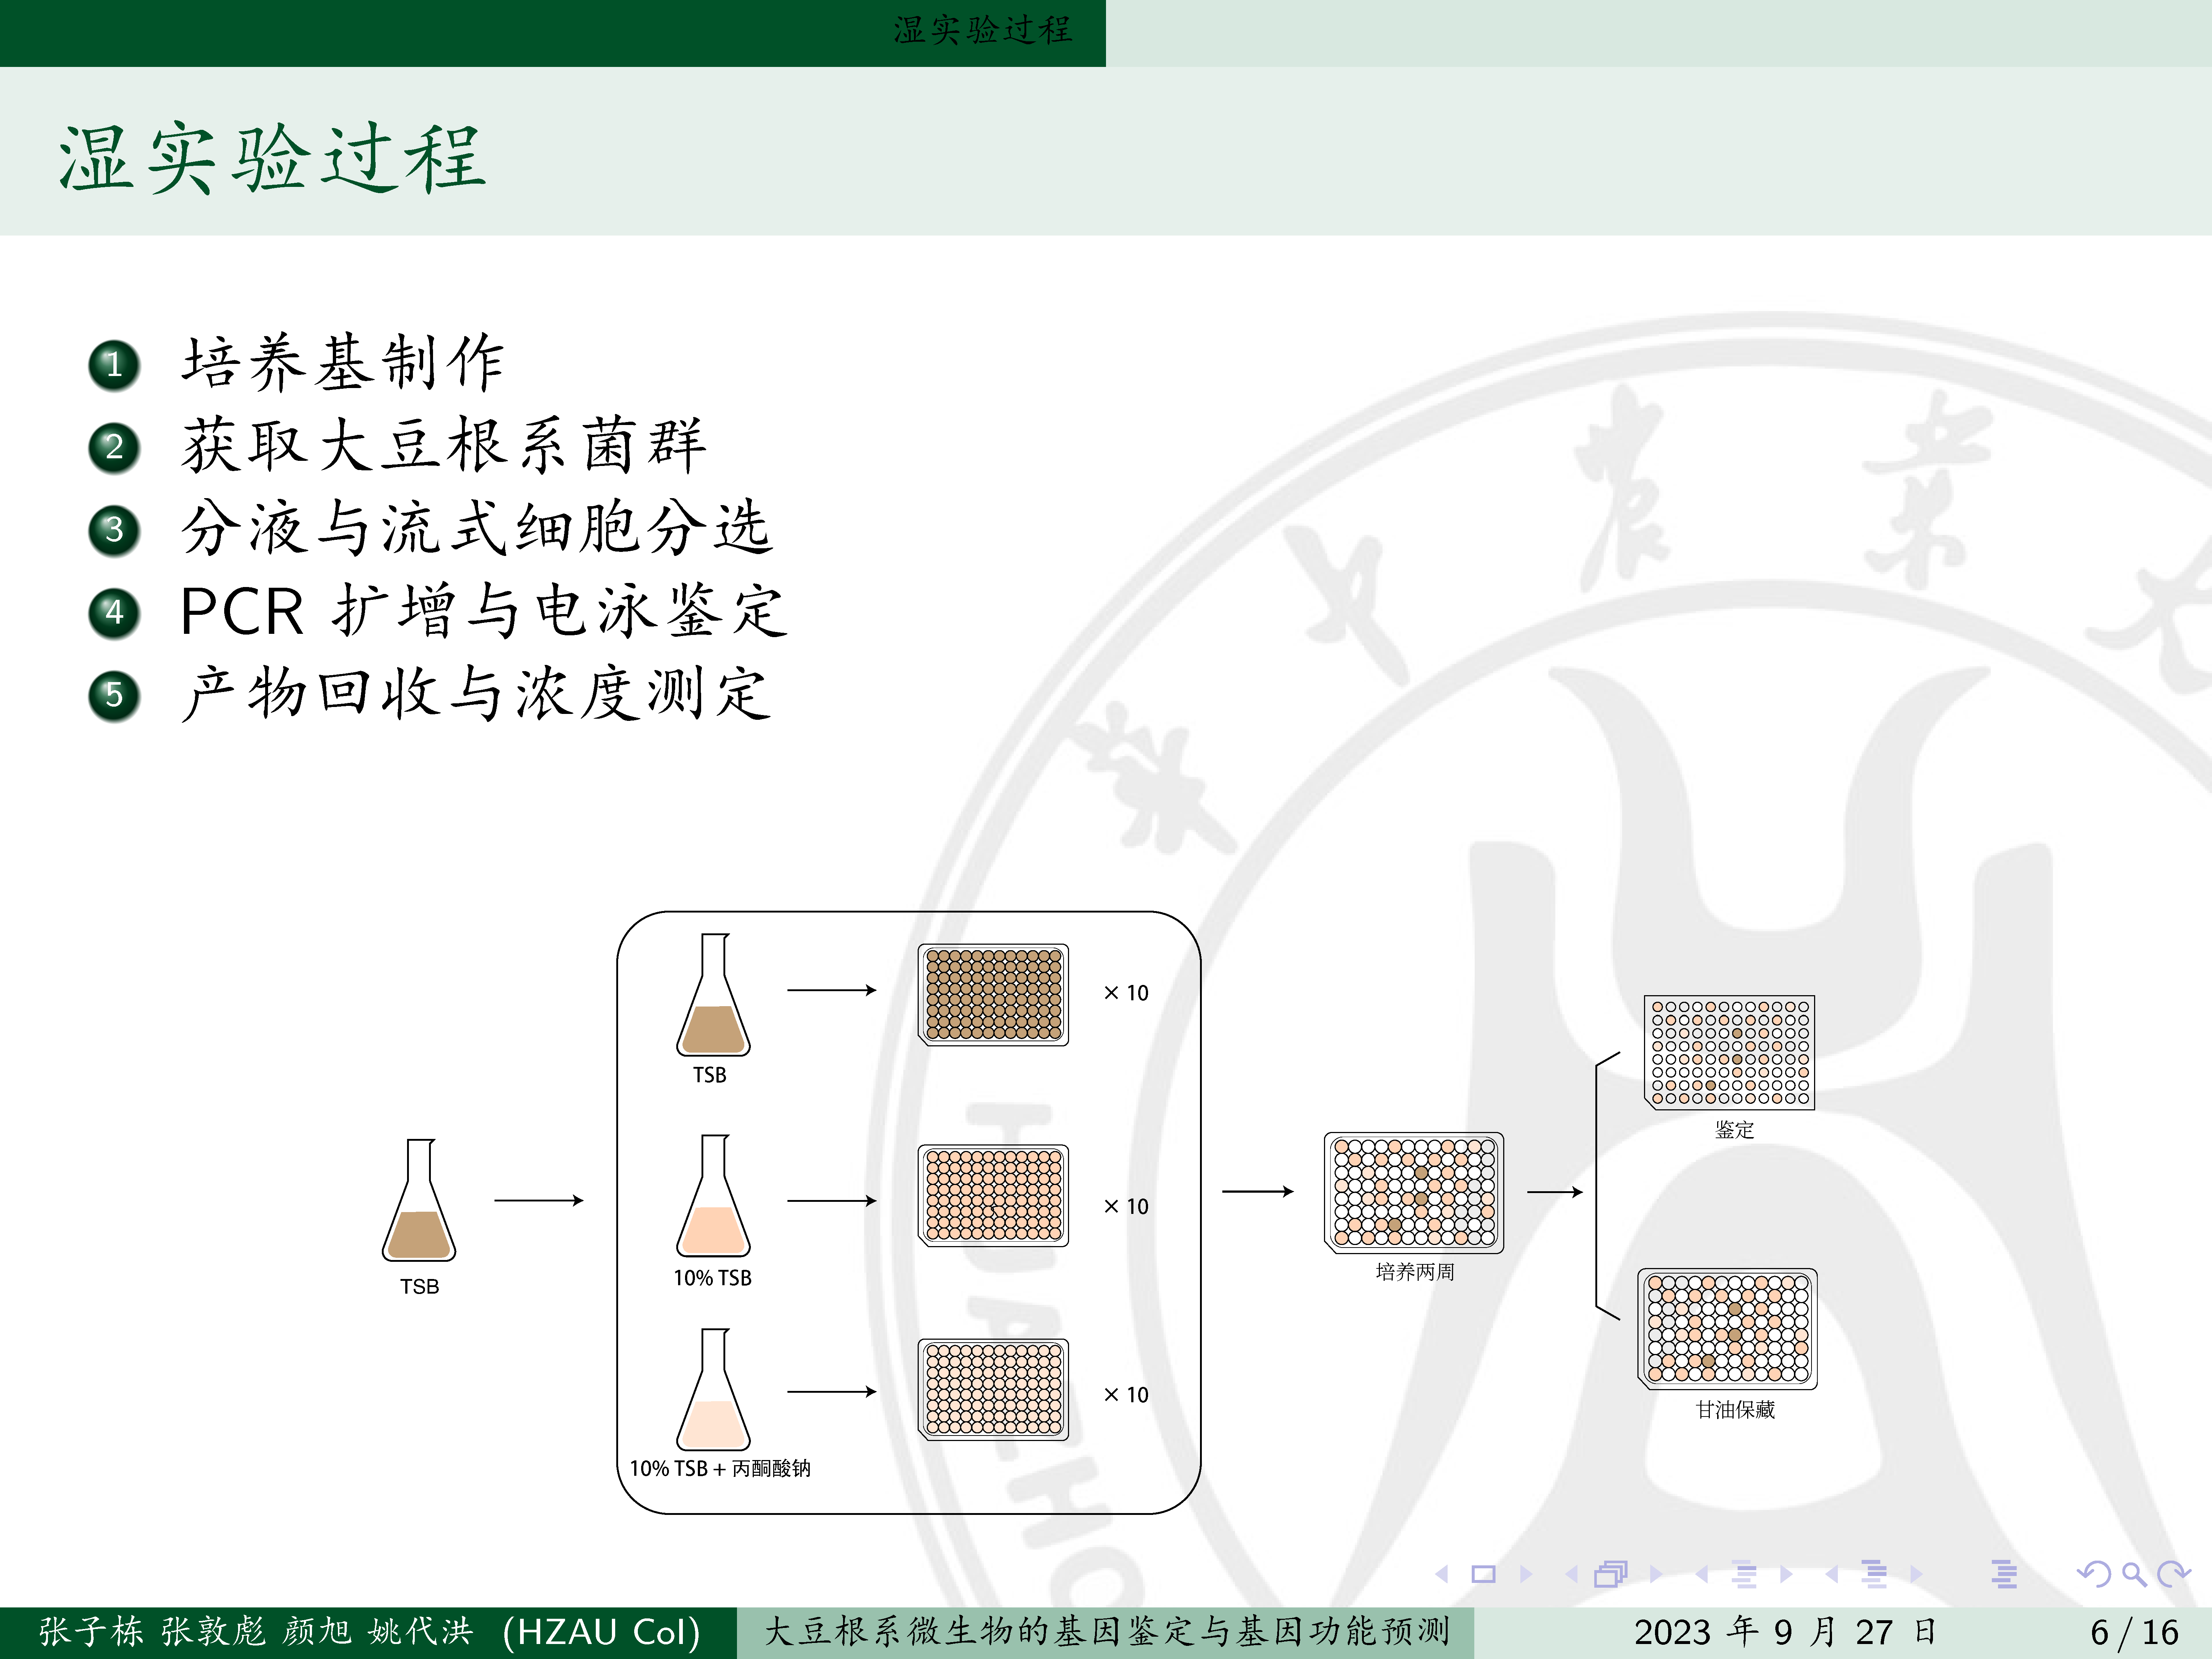 湿实验过程
湿实验过程
1 培养基制作
2 获取大豆根系菌群
3 分液与流式细胞分选
4 PCR 扩增与电泳鉴定
5 产物回收与浓度测定
TSB
TSB
× 10
10% TSB
× 10
10% TSB + 丙酮酸钠
× 10
培养两周
鉴定
甘油保藏
张子栋 张敦彪 颜旭 姚代洪 (HZAU CoI) 大豆根系微生物的基因鉴定与基因功能预测 2023 年 9 月 27 日 6 / 16